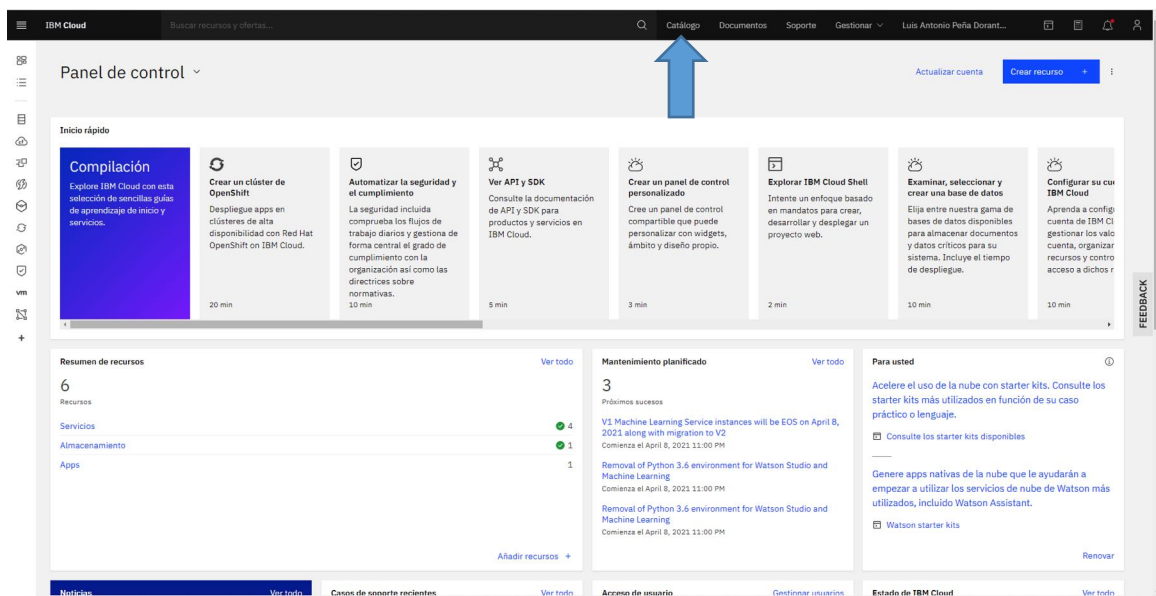 IBM Cloud
Buscar recursos y ofertas...
Catálogo
Documentos
Soporte
Gestionar
Luis Antonio Peña Dorant...
Panel de control
Actualizar cuenta
Crear recurso +
Inicio rápido
Compilación
Explore IBM Cloud con esta
selección de sencillas guías
de aprendizaje de inicio y
servicios.
Crear un clúster de
OpenShift
Despliegue apps en
clústeres de alta
disponibilidad con Red Hat
OpenShift on IBM Cloud.
20 min
Automatizar la seguridad y
el cumplimiento
La seguridad incluida
comprueba los flujos de
trabajo diarios y gestiona de
forma central el grado de
cumplimiento con la
organización así como las
directrices sobre
normativas.
10 min
Ver API y SDK
Consulte la documentación
de API y SDK para
productos y servicios en
IBM Cloud.
5 min
Crear un panel de control
personalizado
Cree un panel de control
compartible que puede
personalizar con widgets,
ámbito y diseño propio.
3 min
Explorar IBM Cloud Shell
Intente un enfoque basado
en mandatos para crear,
desarrollar y desplegar un
proyecto web.
2 min
Examinar, seleccionar y
crear una base de datos
Elija entre nuestra gama de
bases de datos disponibles
para almacenar documentos
y datos críticos para su
sistema. Incluye el tiempo
de despliegue.
10 min
Configurar su cue
IBM Cloud
Aprenda a config
cuenta de IBM Cl
gestionar los valo
cuenta, organizar
recursos y contro
acceso a dichos r
10 min
FEEDBACK
vm
Resumen de recursos
Ver todo
6
Recursos
Servicios
4
Almacenamiento
1
Apps
1
Añadir recursos +
Mantenimiento planificado
Ver todo
3
Próximos sucesos
V1 Machine Learning Service instances will be EOS on April 8,
2021 along with migration to V2
Comienza el April 8, 2021 11:00 PM
Removal of Python 3.6 environment for Watson Studio and
Machine Learning
Comienza el April 8, 2021 11:00 PM
Removal of Python 3.6 environment for Watson Studio and
Machine Learning
Comienza el April 8, 2021 11:00 PM
Para usted
Acelere el uso de la nube con starter kits. Consulte los
starter kits más utilizados en función de su caso
práctico o lenguaje.
Consulte los starter kits disponibles
Genere apps nativas de la nube que le ayudarán a
empezar a utilizar los servicios de nube de Watson más
utilizados, incluido Watson Assistant.
Watson starter kits
Renovar
Noticias
Ver todo
Casos de soporte recientes
Ver todo
Acceso de usuario
Gestionar usuarios
Estado de IBM Cloud
Ver todo